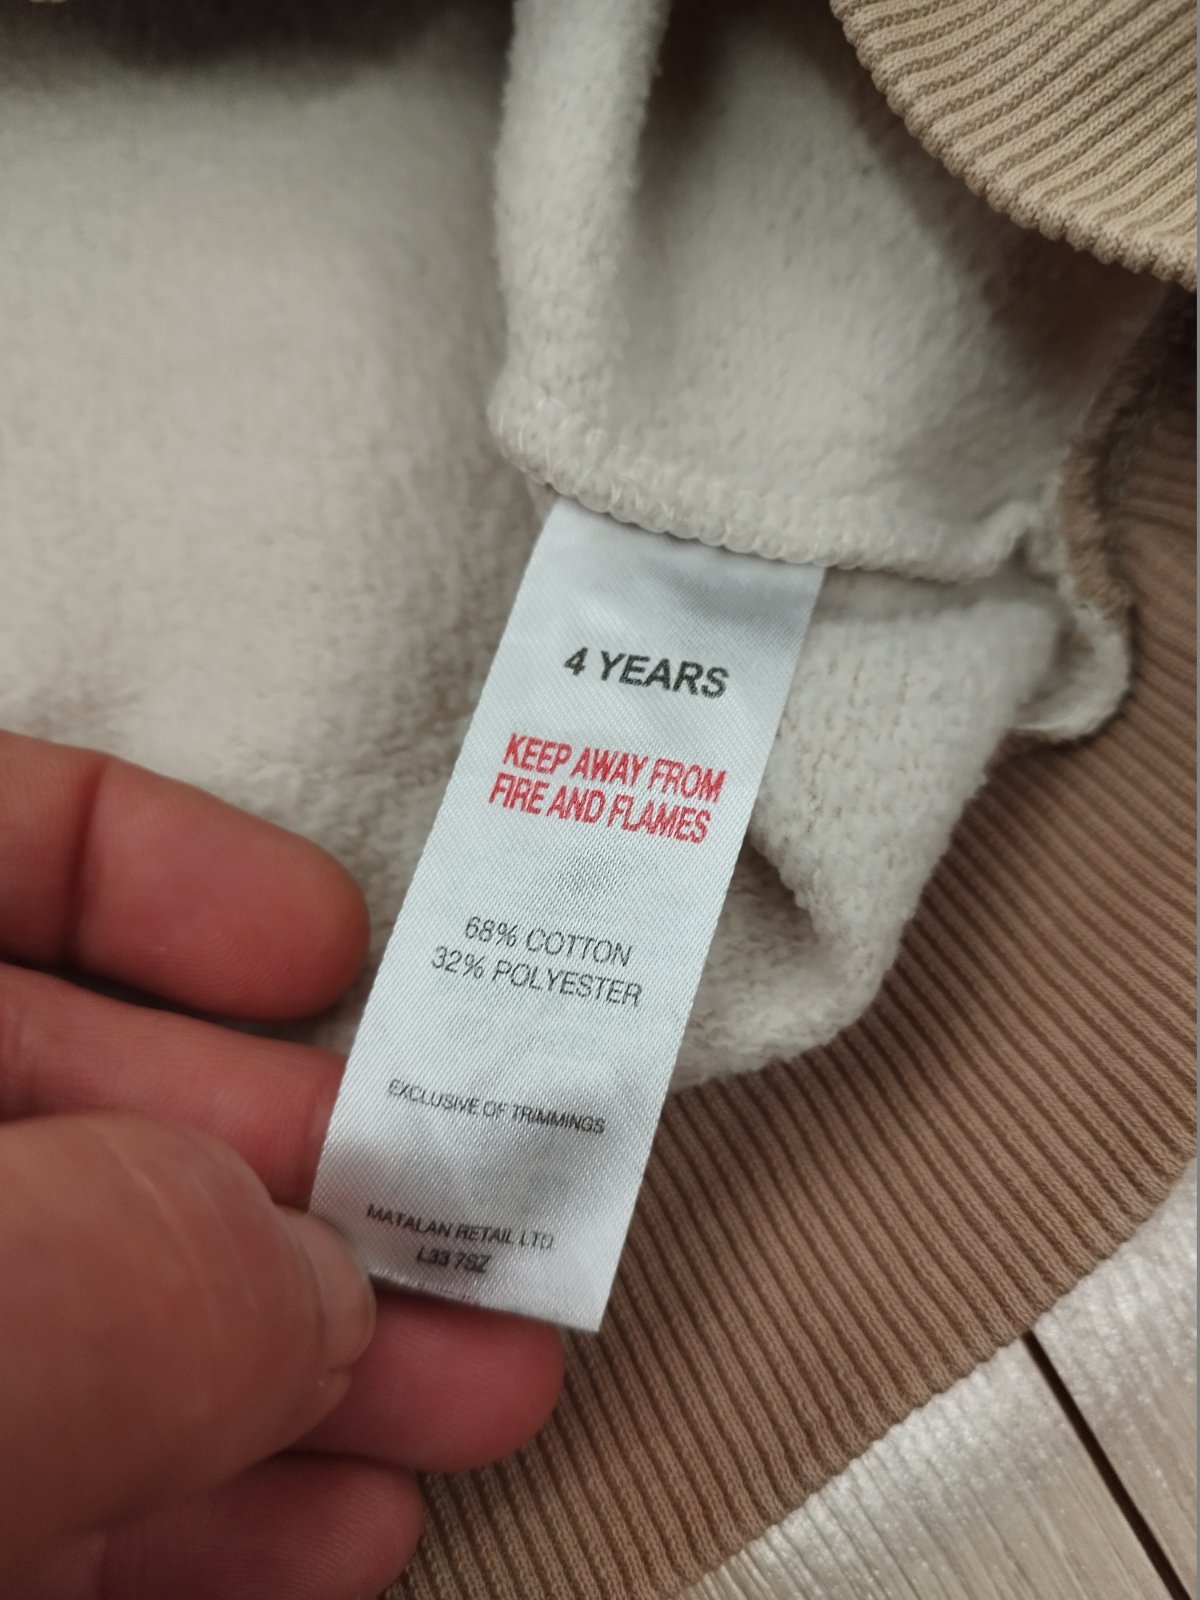 4 YEARS
KEEP AWAY FROM
FIRE AND FLAMES
68% COTTON
32% POLYESTER
EXCLUSIVE OF TRIMMINGS
MATALAN RETAIL LTD.
L33 7SZ